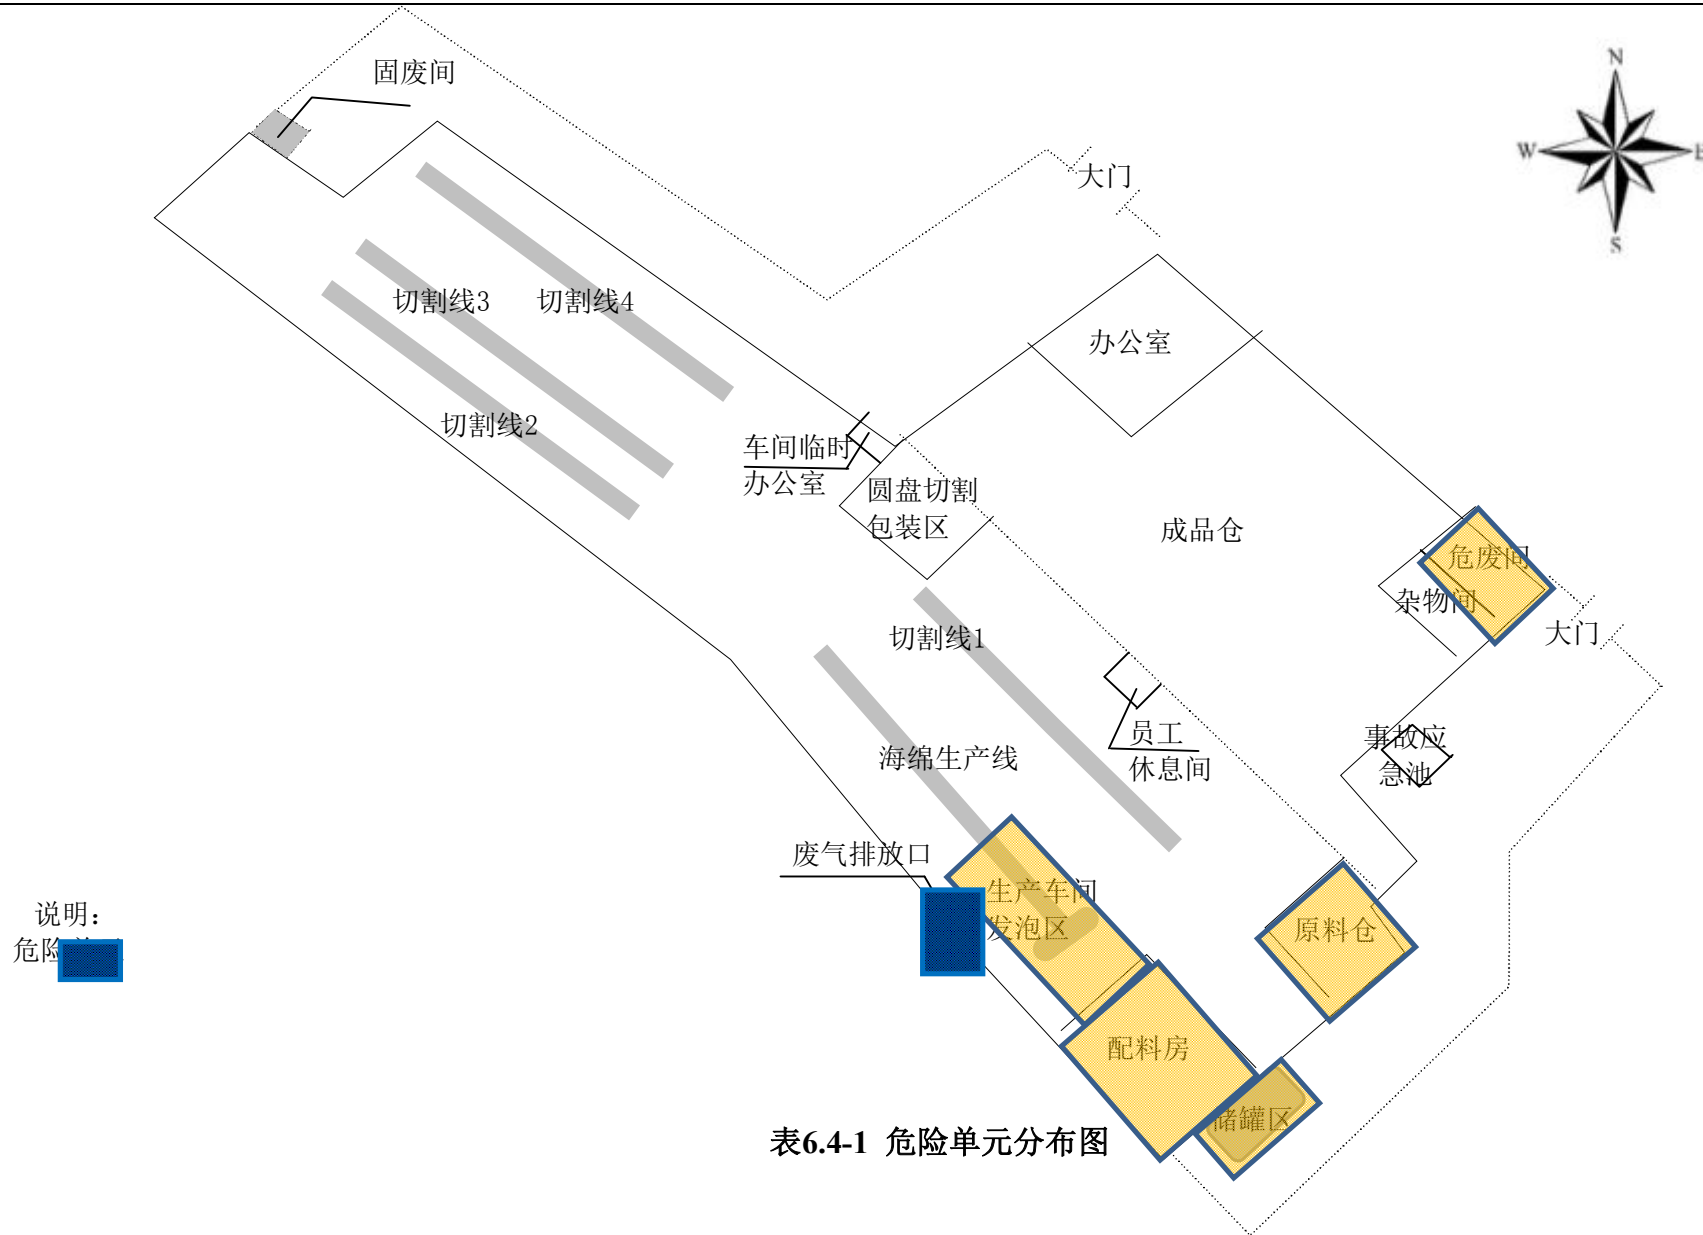 固废间
N
W
E
S
大门
切割线3
切割线4
办公室
切割线2
车间临时
办公室
圆盘切割
包装区
成品仓
危废间
杂物间
大门
切割线1
员工
休息间
事故应
急池
海绵生产线
废气排放口
生产车间
发泡区
原料仓
说明:
危险
配料房
储罐区
表6.4-1 危险单元分布图